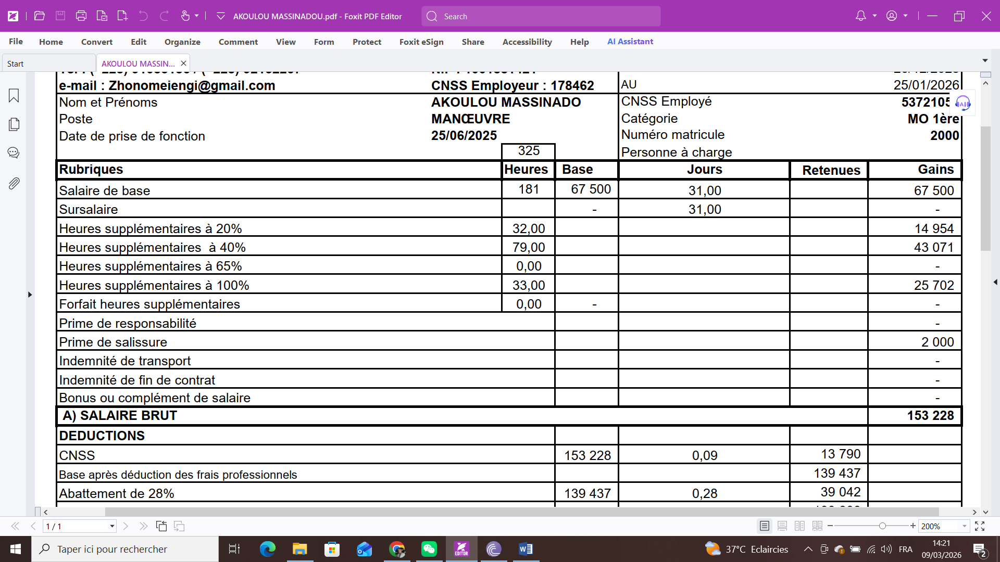 AKOULOU MASSINADOU.pdf - Foxit PDF Editor
Search
File Home Convert Edit Organize Comment View Form Protect Foxit eSign Share Accessibility Help AI Assistant
Start
AKOULOU MASSIN...
e-mail : Zhonomeiengi@gmail.com CNSS Employeur : 178462 AU 25/01/2026
Nom et Prénoms AKOULOU MASSINADO CNSS Employé 5372105
Poste MANŒUVRE Catégorie MO 1ère
Date de prise de fonction 25/06/2025 Numéro matricule 2000
325 Personne à charge
Rubriques Heures Base Jours Retenues Gains
Salaire de base 181 67 500 31,00 67 500
Sursalaire - 31,00 -
Heures supplémentaires à 20% 32,00 14 954
Heures supplémentaires à 40% 79,00 43 071
Heures supplémentaires à 65% 0,00 -
Heures supplémentaires à 100% 33,00 25 702
Forfait heures supplémentaires 0,00 - -
Prime de responsabilité -
Prime de salissure 2 000
Indemnité de transport -
Indemnité de fin de contrat -
Bonus ou complément de salaire -
A) SALAIRE BRUT 153 228
DEDUCTIONS
CNSS 153 228 0,09 13 790
Base après déduction des frais professionnels 139 437
Abattement de 28% 139 437 0,28 39 042
1 / 1
200%
Taper ici pour rechercher
37°C Eclaircies
FRA
14:21
09/03/2026
2